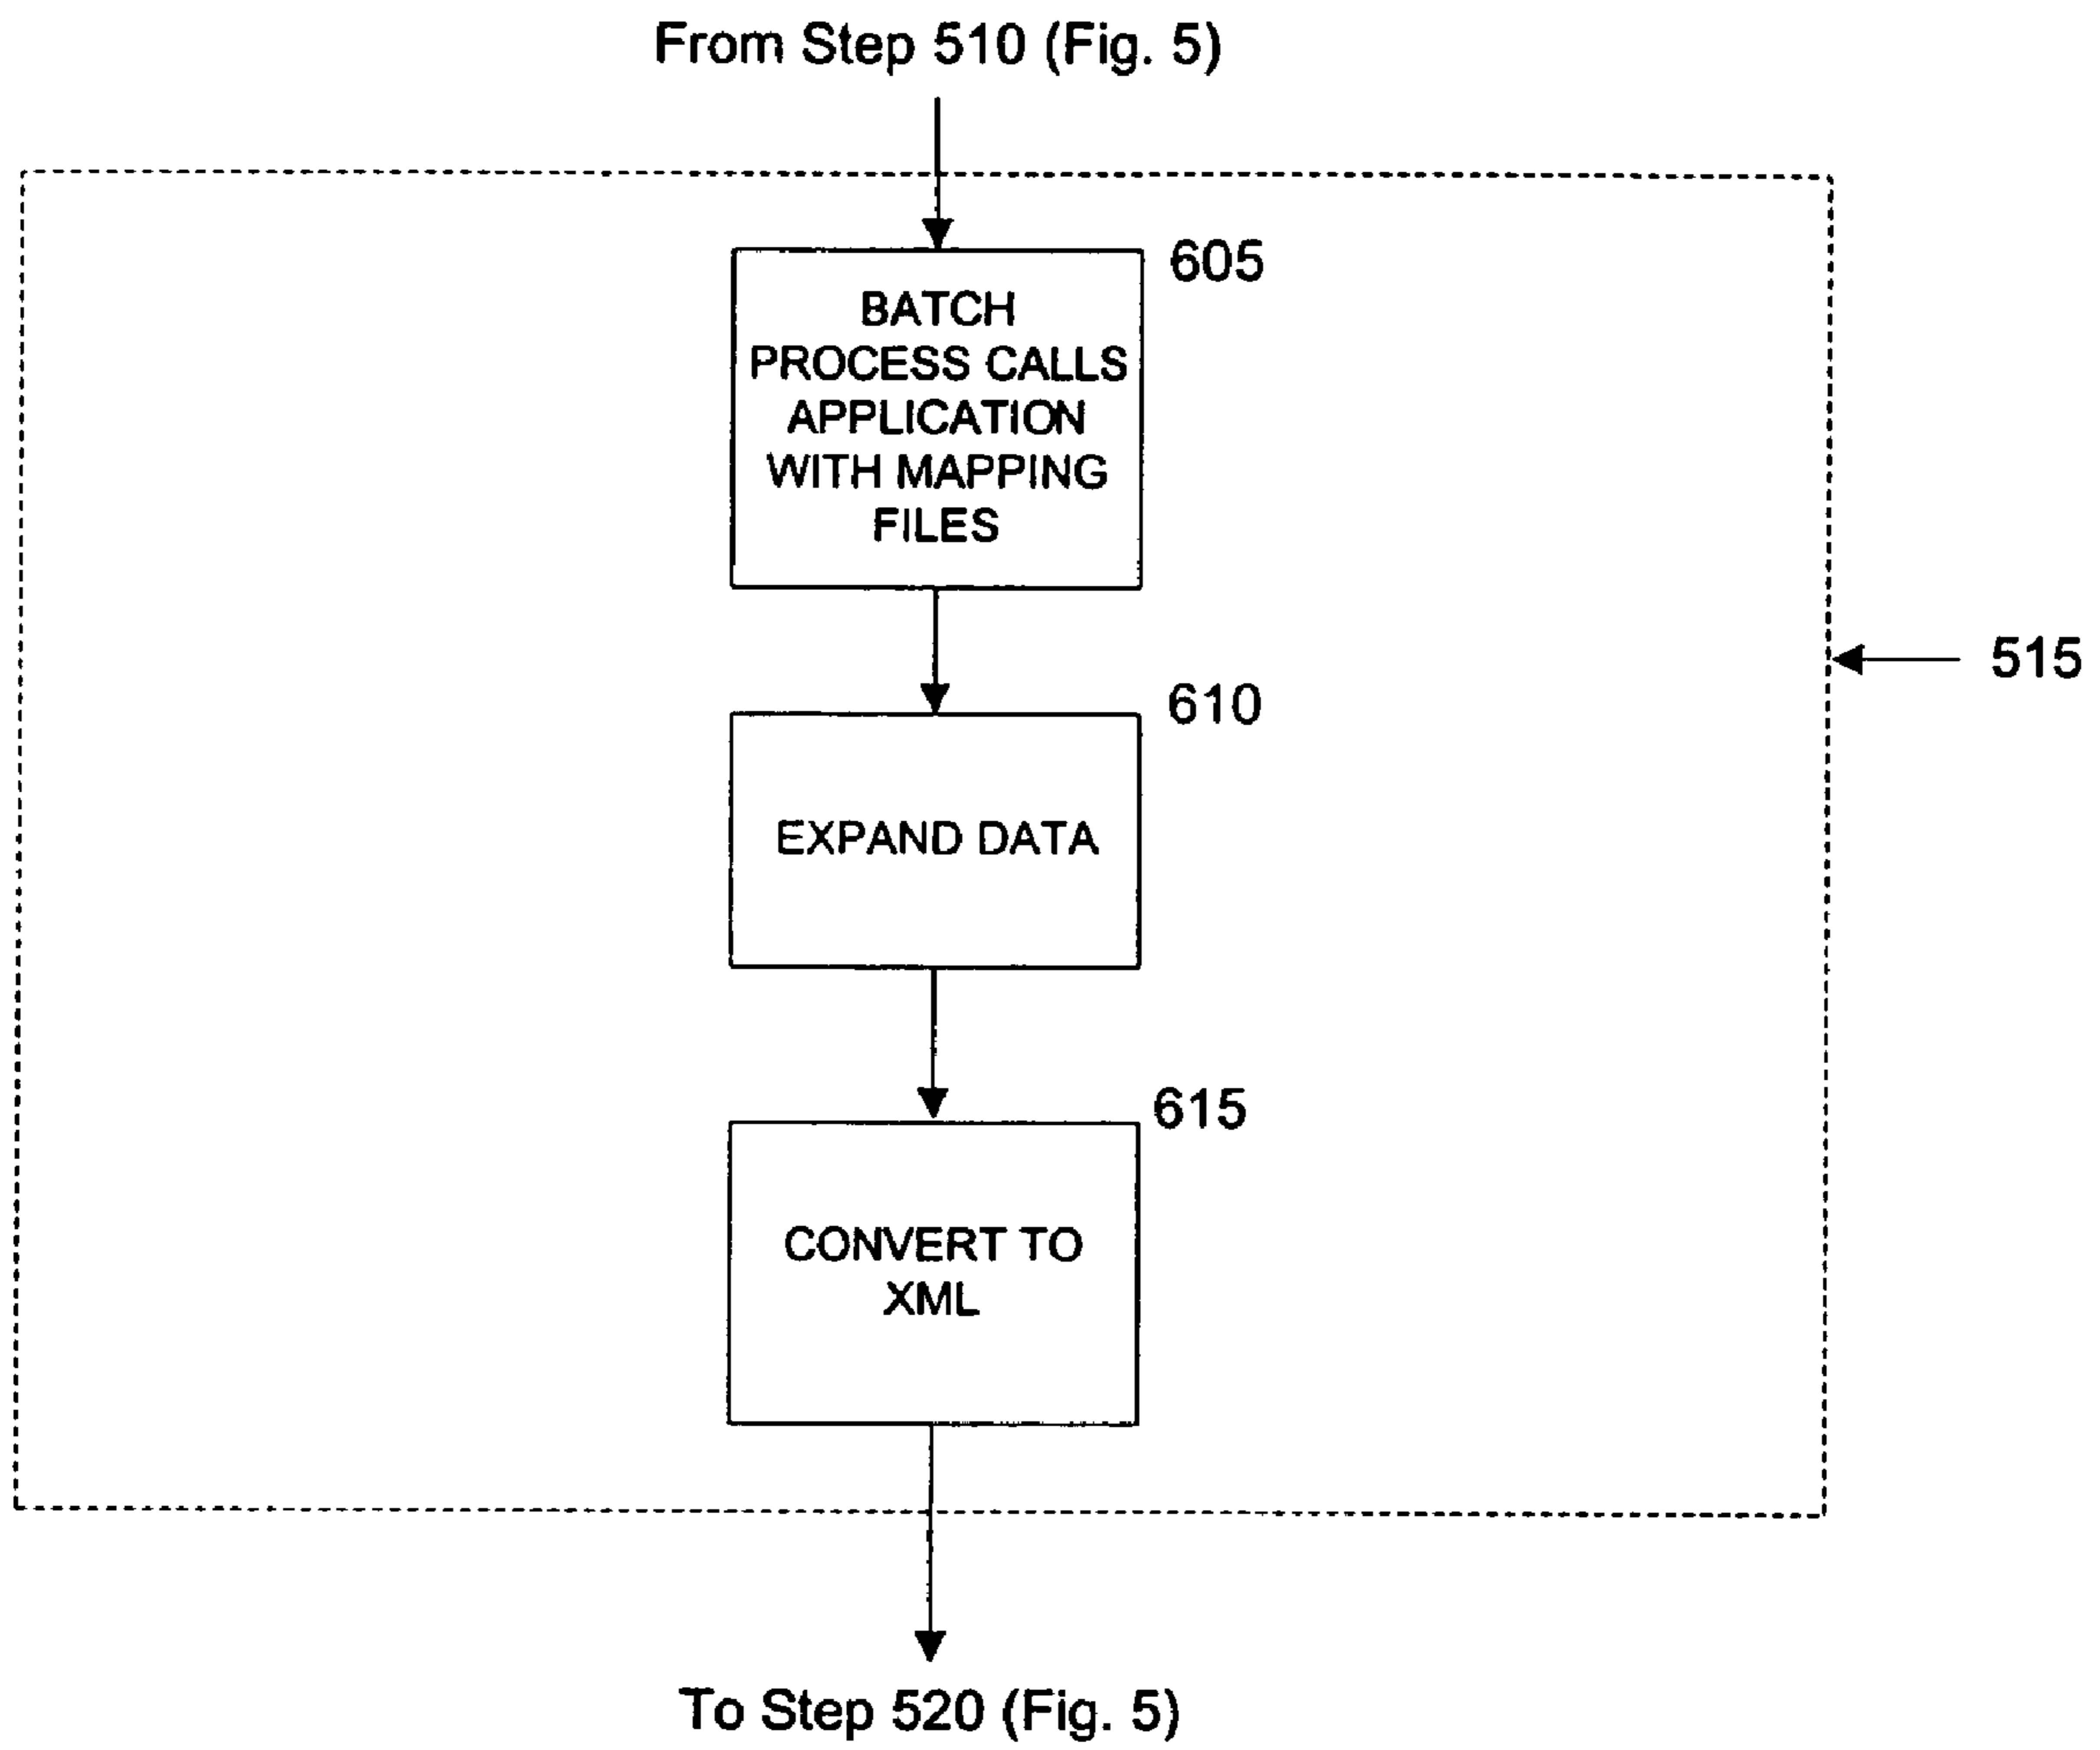 From Step 510 (Fig. 5)
605
BATCH
PROCESS CALLS
APPLICATION
WITH MAPPING
FILES
515
610
EXPAND DATA
615
CONVERT TO
XML
To Step 520 (Fig. 5)